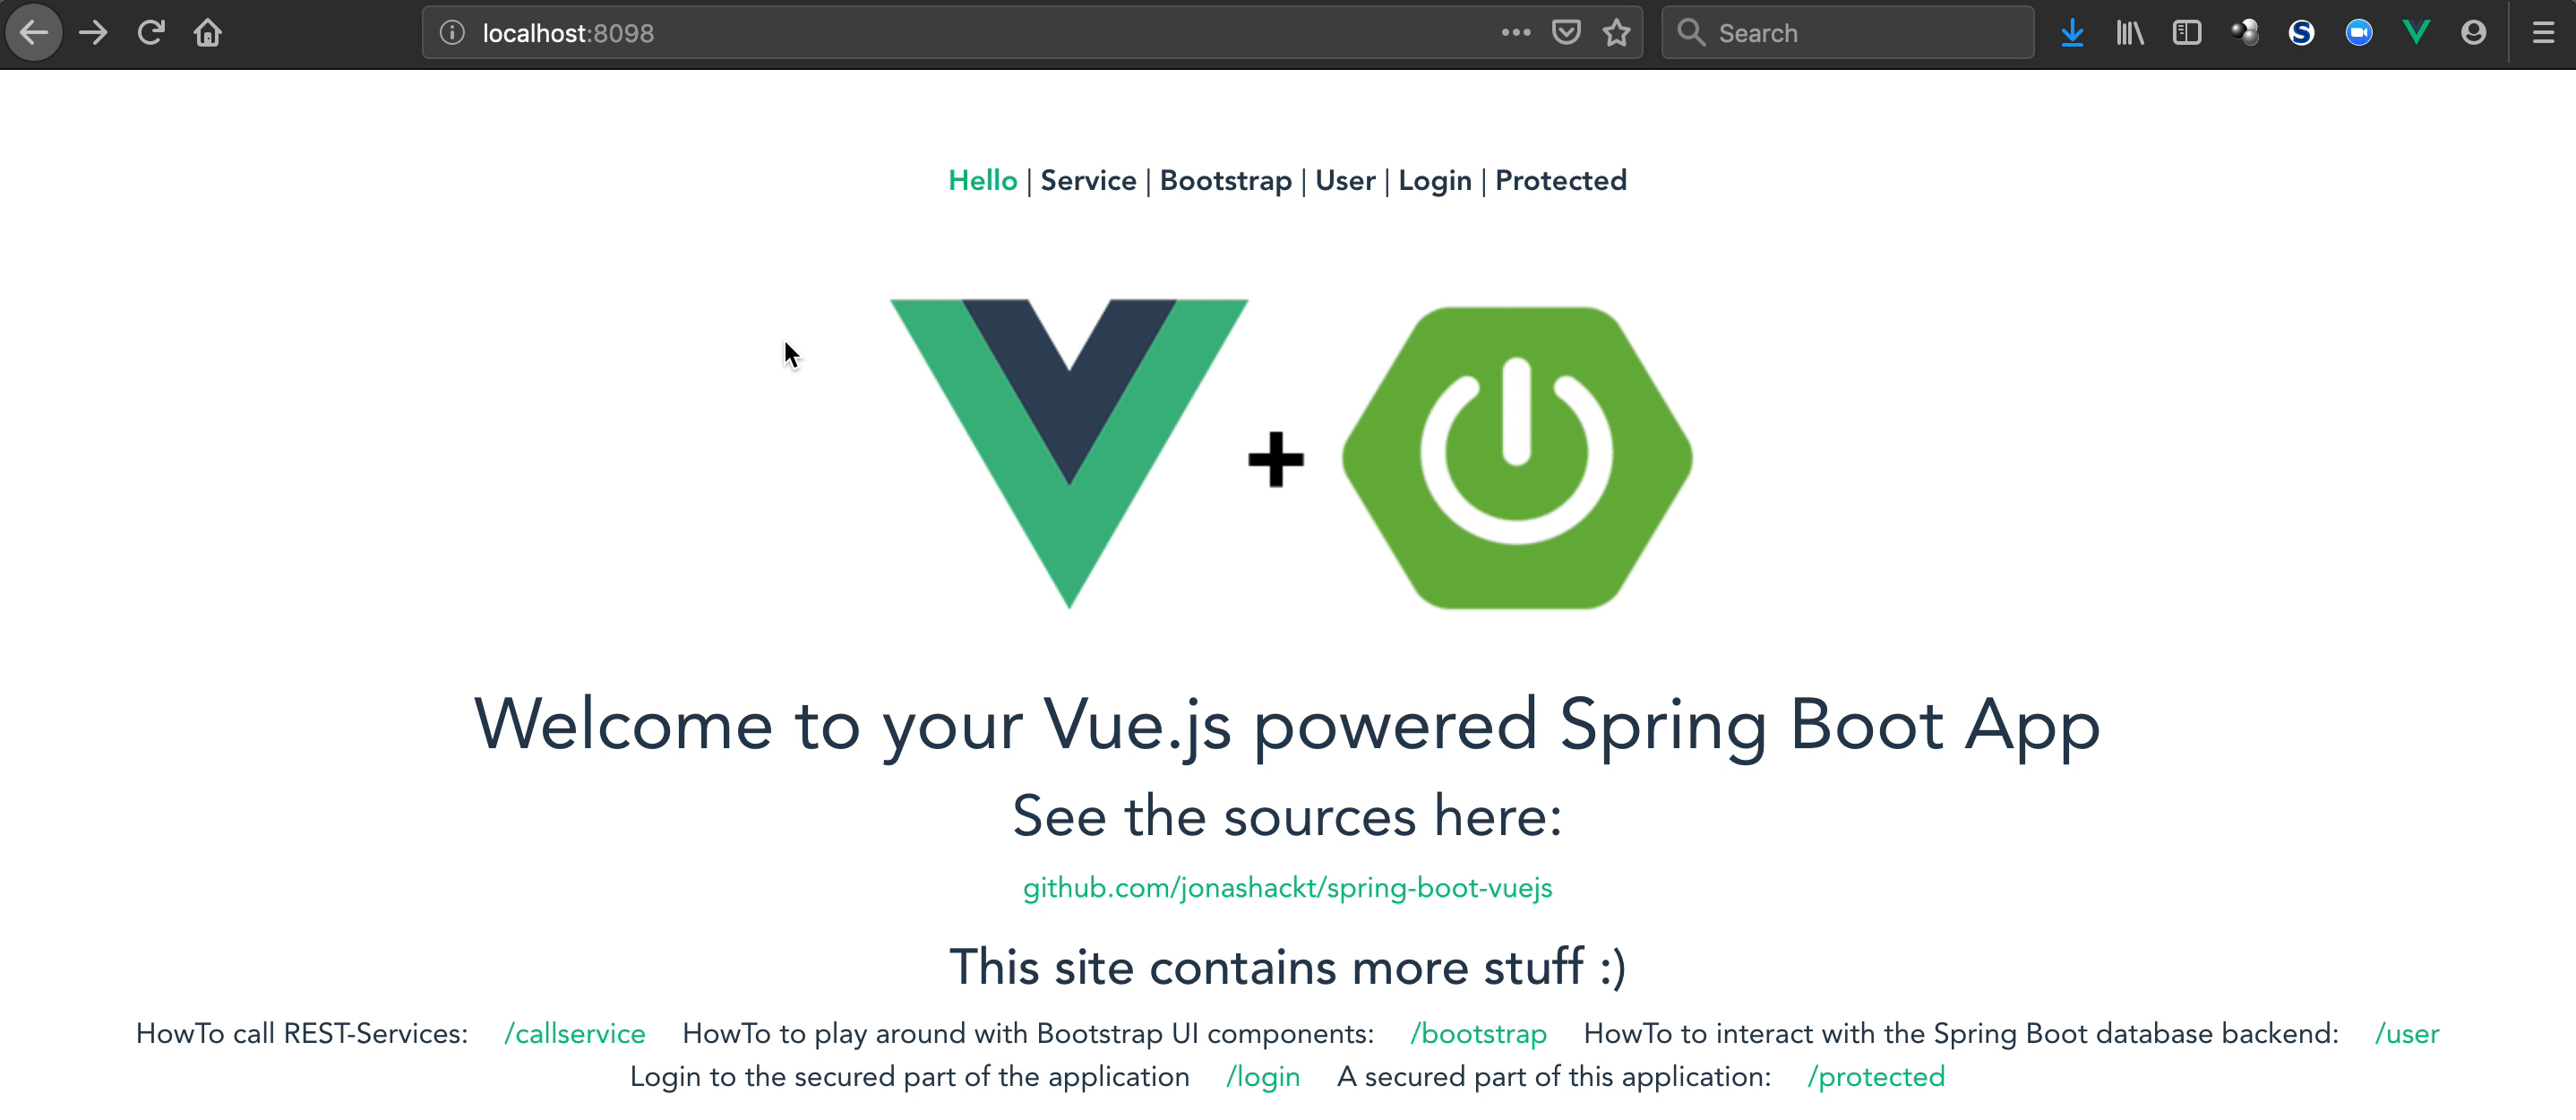 localhost:8098
Search
Hello | Service | Bootstrap | User | Login | Protected
Welcome to your Vue.js powered Spring Boot App
See the sources here:
github.com/jonashackt/spring-boot-vuejs
This site contains more stuff :)
HowTo call REST-Services: /callservice HowTo to play around with Bootstrap UI components: /bootstrap HowTo to interact with the Spring Boot database backend: /user
Login to the secured part of the application /login A secured part of this application: /protected